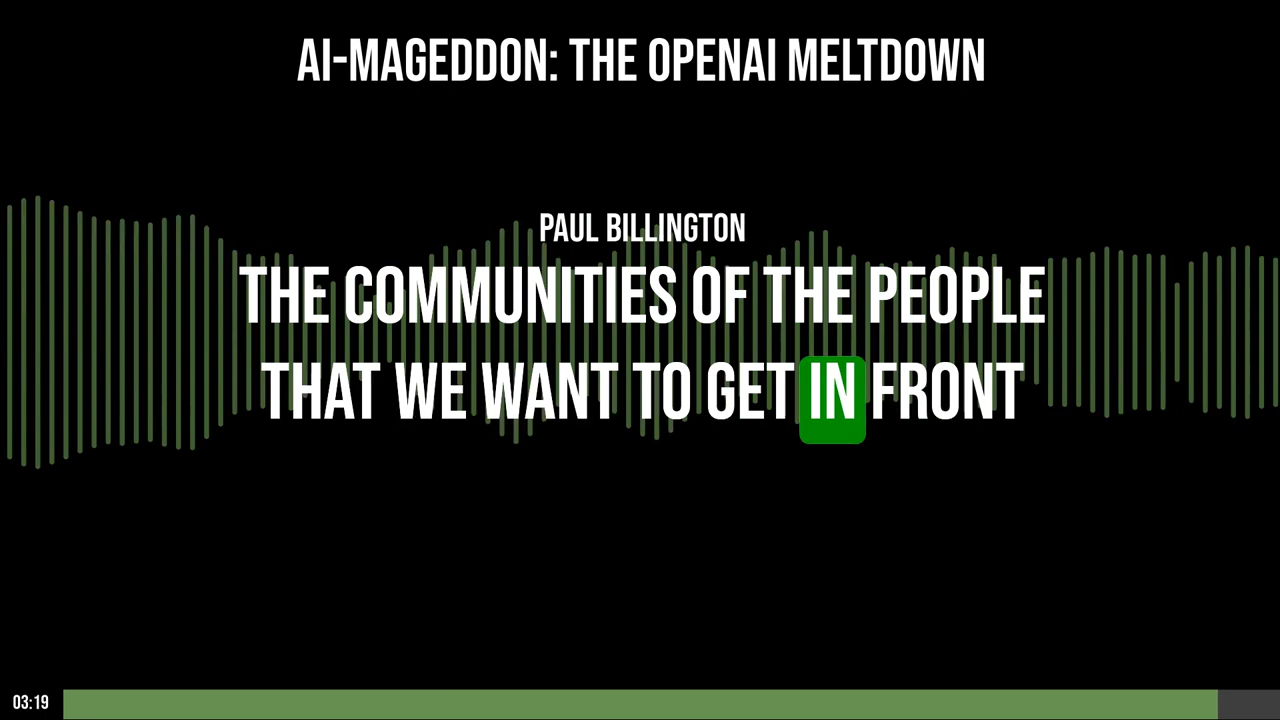 AI-MAGEDDON: THE OPENAI MELTDOWN
PAUL BILLINGTON
THE COMMUNITIES OF THE PEOPLE
THAT WE WANT TO GET IN FRONT
03:19